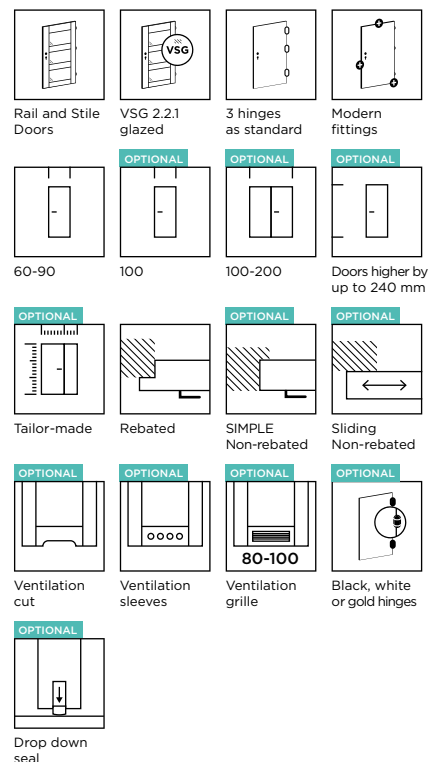 VSG
Rail and Stile
Doors
VSG 2.2.1
glazed
3 hinges
as standard
Modern
fittings
OPTIONAL
OPTIONAL
OPTIONAL
60-90
100
100-200
Doors higher by
up to 240 mm
OPTIONAL
OPTIONAL
OPTIONAL
Tailor-made
Rebated
SIMPLE
Non-rebated
Sliding
Non-rebated
OPTIONAL
OPTIONAL
OPTIONAL
OPTIONAL
80-100
Ventilation
cut
Ventilation
sleeves
Ventilation
grille
Black, white
or gold hinges
OPTIONAL
Drop down
seal